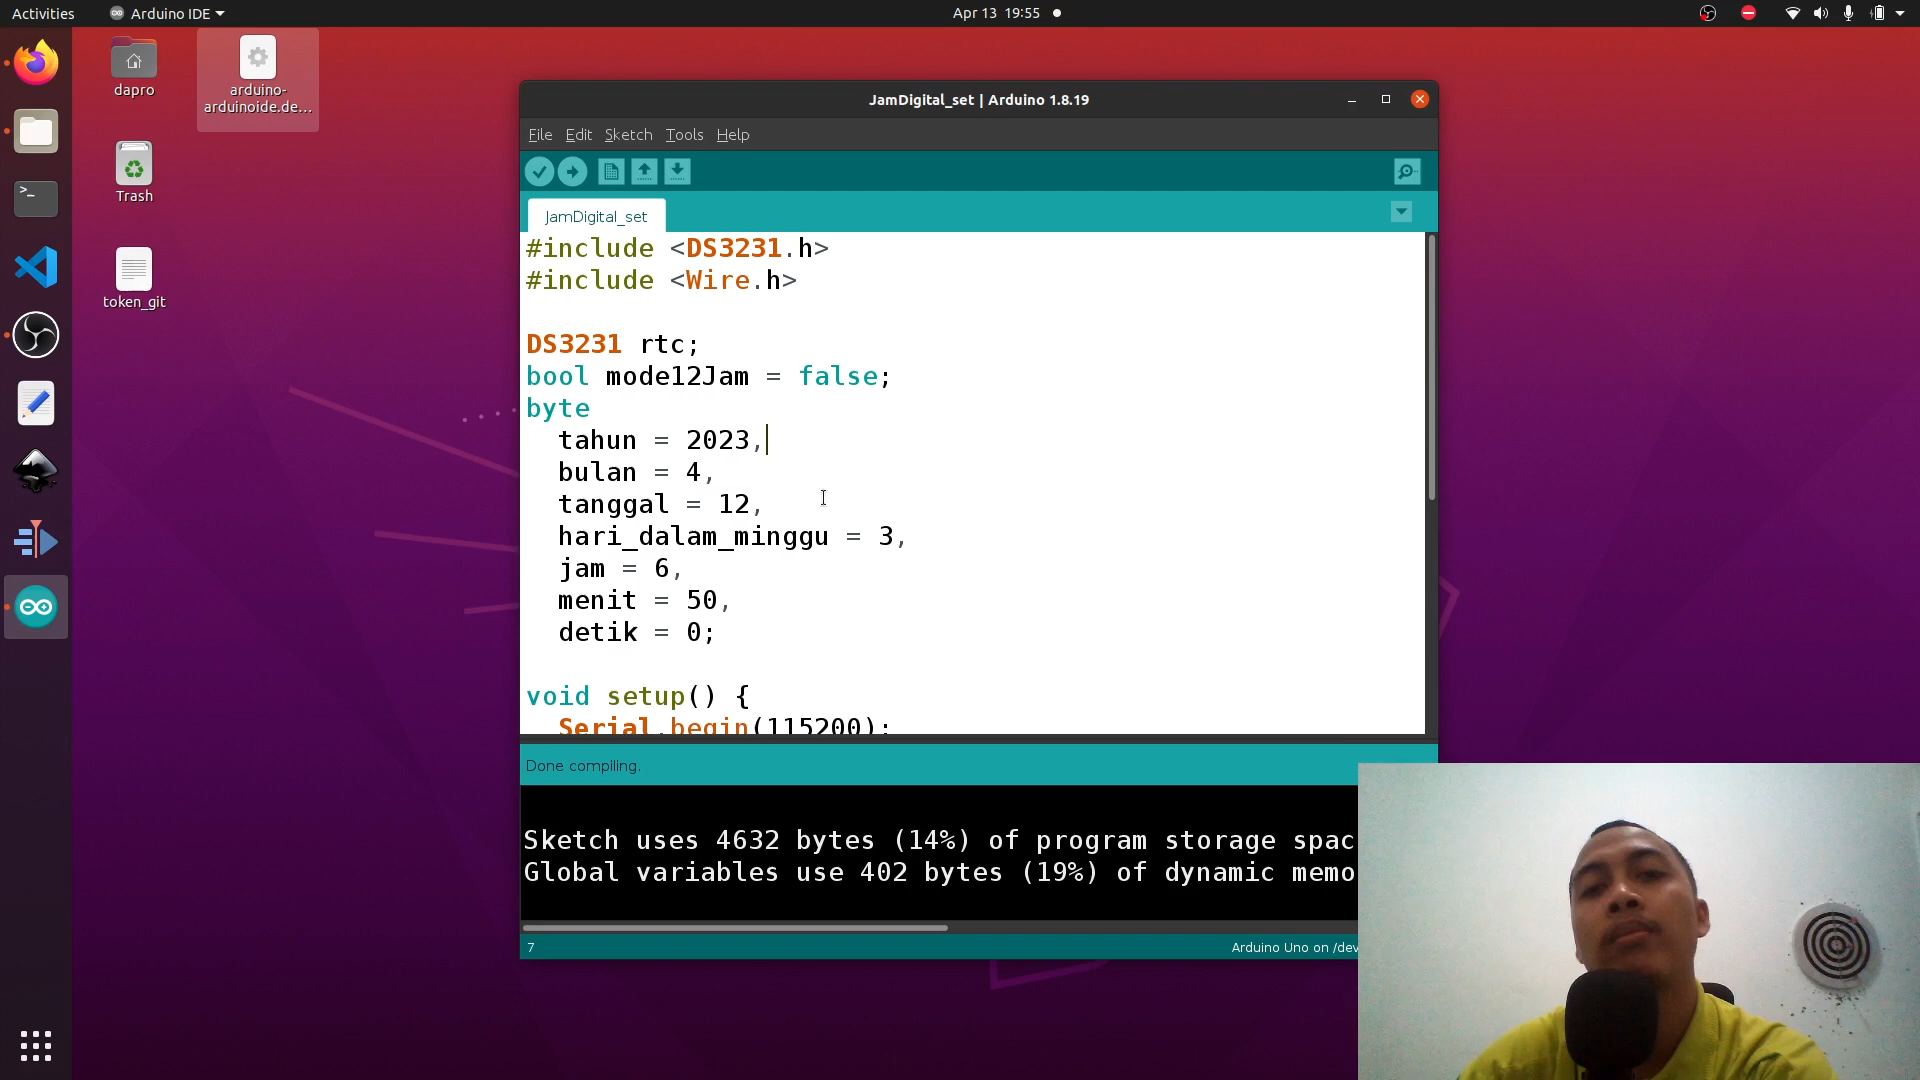 Activities
Arduino IDE
Apr 13 19:55
dapro
arduino-
arduinoide.de...
Trash
token_git
JamDigital_set | Arduino 1.8.19
File Edit Sketch Tools Help
JamDigital_set
#include <DS3231.h>
#include <Wire.h>
DS3231 rtc;
bool mode12Jam = false;
byte
tahun = 2023,
bulan = 4,
tanggal = 12,
hari_dalam_minggu = 3,
jam = 6,
menit = 50,
detik = 0;
void setup() {
Serial.begin(115200);
Done compiling.
Sketch uses 4632 bytes (14%) of program storage spac
Global variables use 402 bytes (19%) of dynamic memo
7
Arduino Uno on /dev